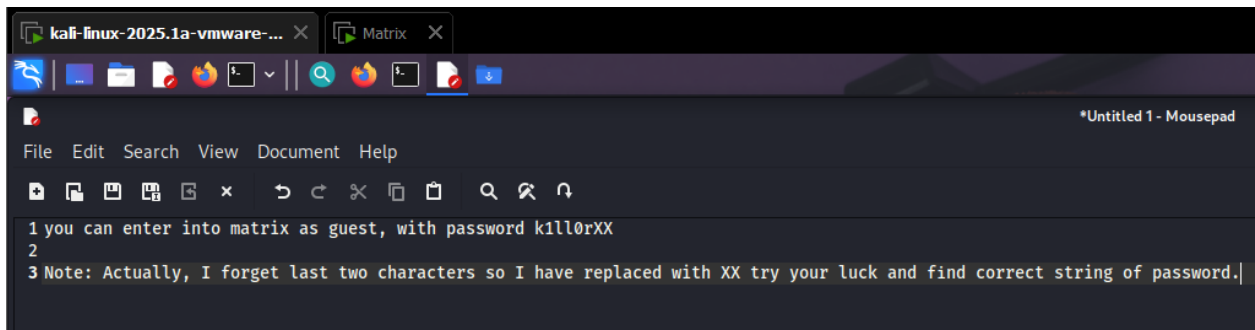 kali-linux-2025.1a-vmware-... Matrix
*Untitled 1 - Mousepad
File Edit Search View Document Help
1 you can enter into matrix as guest, with password k1ll0rXX
2
3 Note: Actually, I forget last two characters so I have replaced with XX try your luck and find correct string of password.